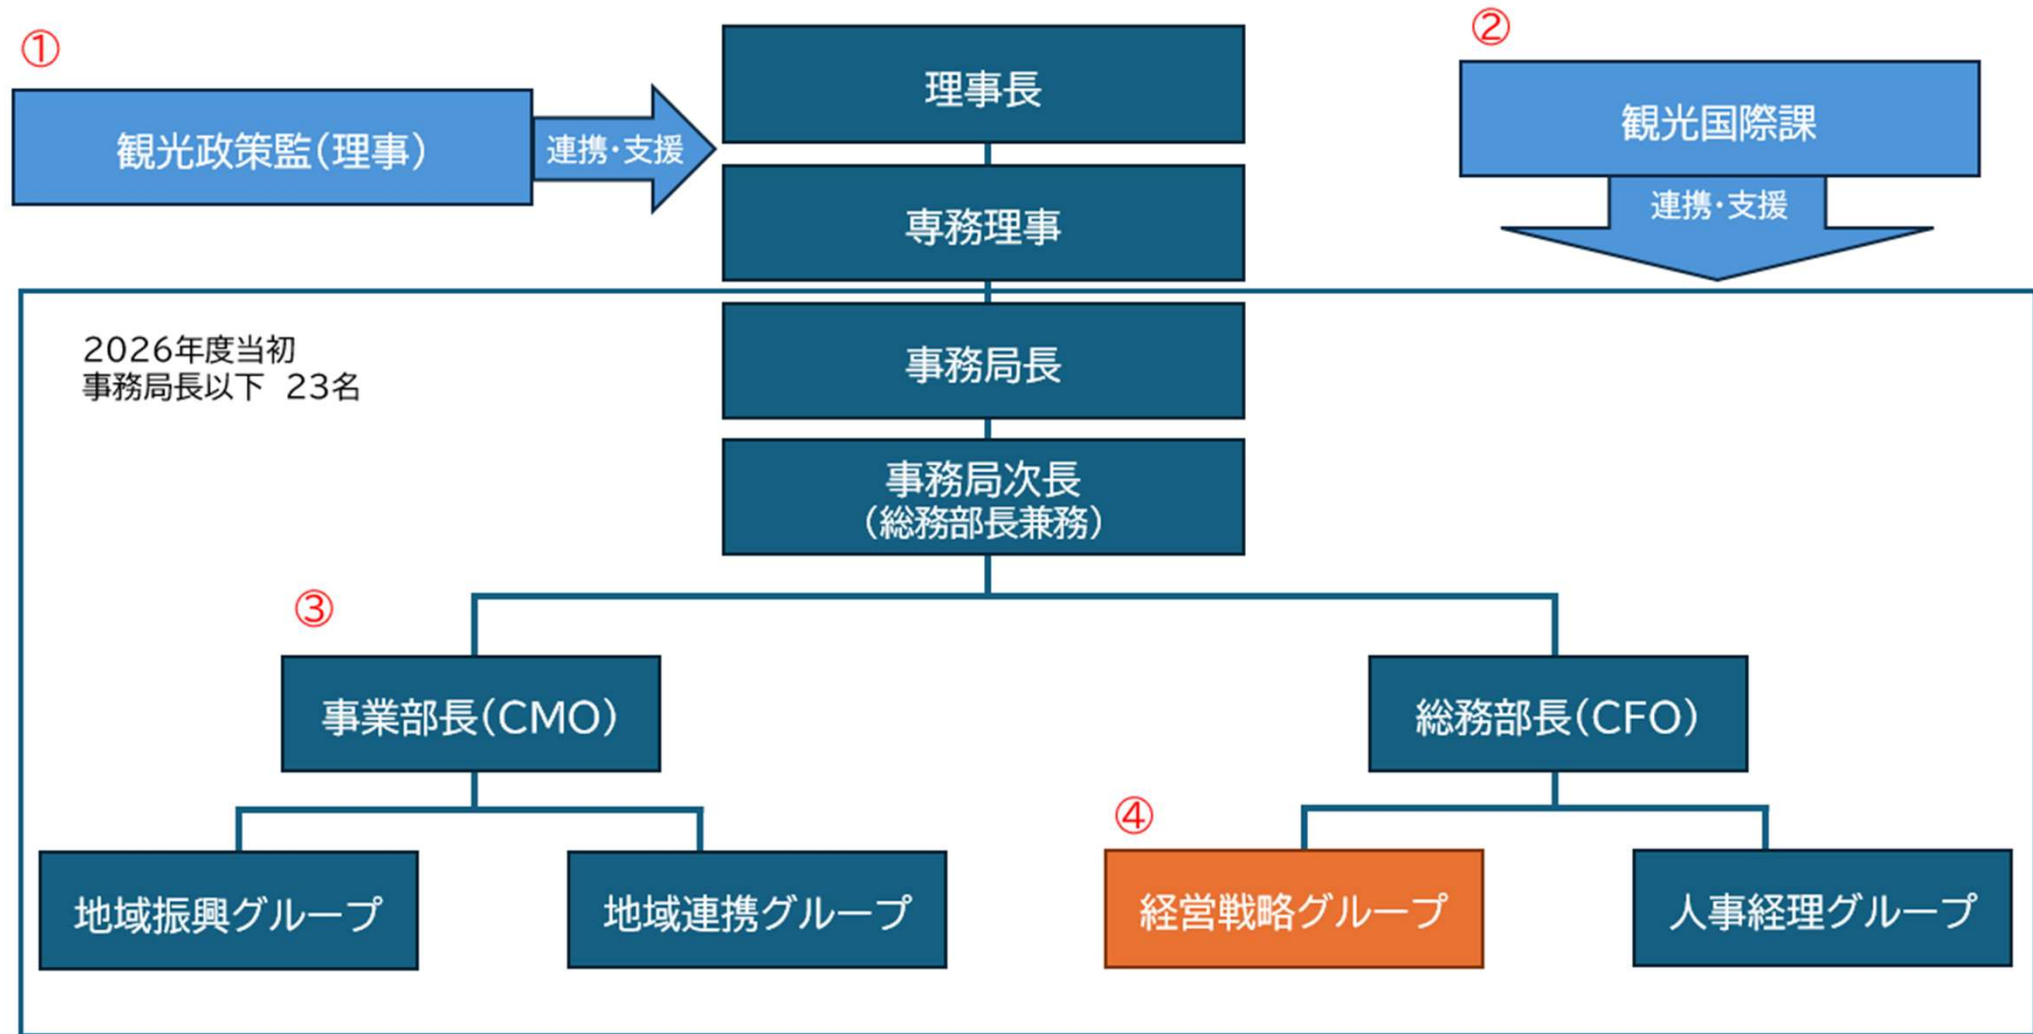 ①
観光政策監(理事)
連携・支援
理事長
②
観光国際課
連携・支援
専務理事
2026年度当初
事務局長以下 23名
事務局長
事務局次長
(総務部長兼務)
③
事業部長(CMO)
総務部長(CFO)
地域振興グループ
地域連携グループ
④
経営戦略グループ
人事経理グループ